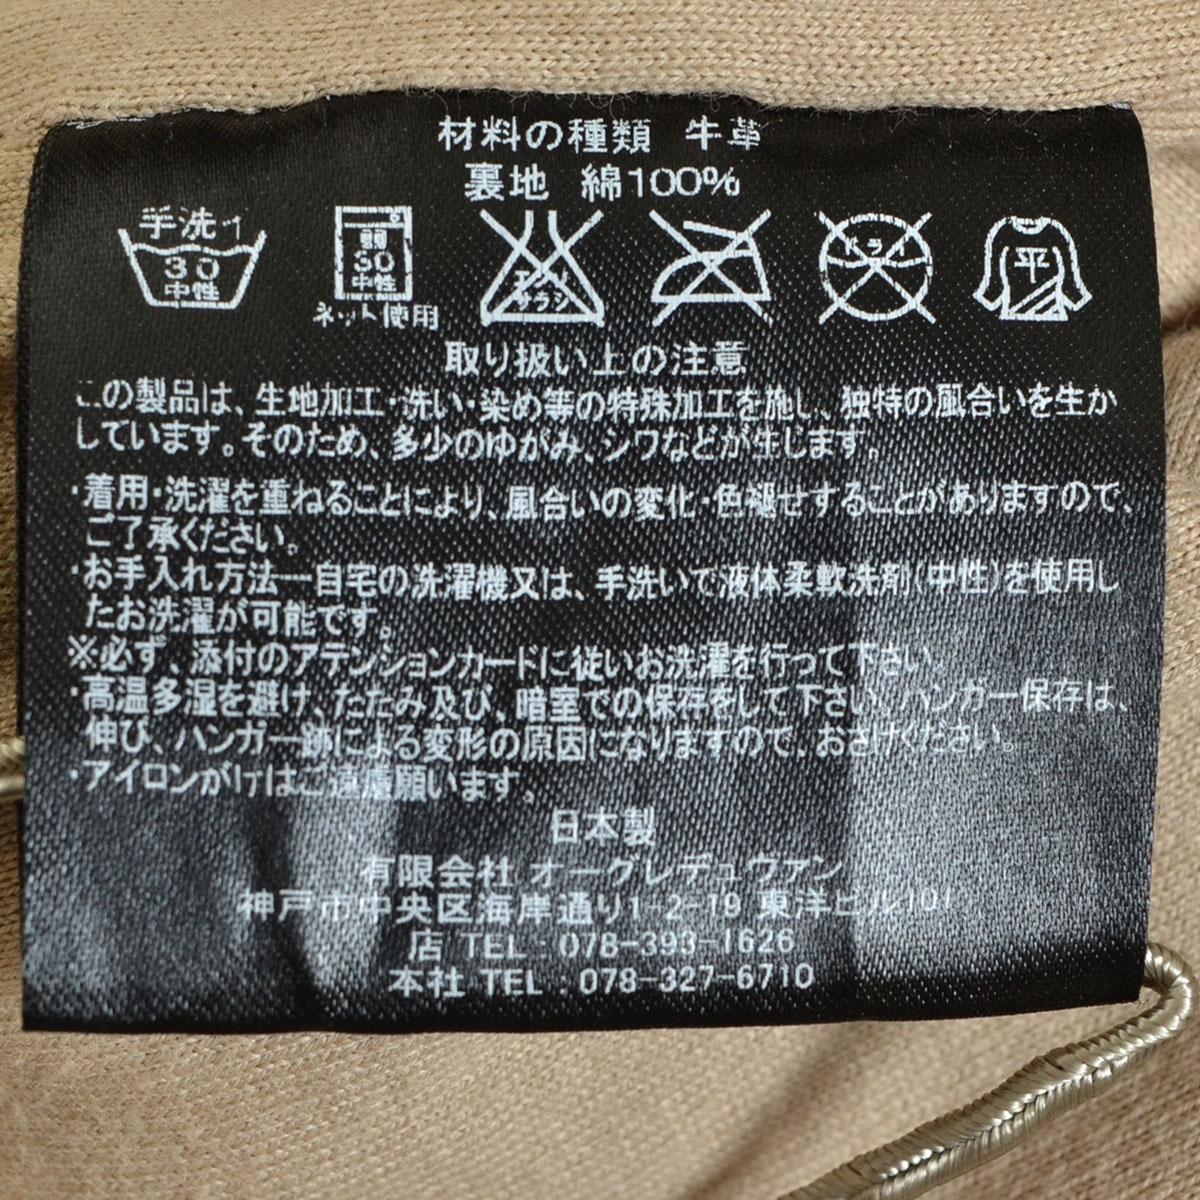 材料の種類 牛革
裏地 綿100%
手洗イ
30
中性
弱
30
中性
ネット使用
エンソ
サラシ
ドライ
平
取り扱い上の注意
この製品は、生地加工・洗い・染め等の特殊加工を施し、独特の風合いを生か
しています。そのため、多少のゆがみ、シワなどが生じます。
・着用・洗濯を重ねることにより、風合いの変化・色褪せすることがありますので、
ご了承ください。
・お手入れ方法―自宅の洗濯機又は、手洗いで液体柔軟洗剤(中性)を使用し
たお洗濯が可能です。
※必ず、添付のアテンションカードに従いお洗濯を行って下さい。
・高温多湿を避け、たたみ及び、暗室での保存をして下さい。ハンガー保存は、
伸び、ハンガー跡による変形の原因になりますので、おさけください。
・アイロンがけはご遠慮願います。
日本製
有限会社 オーグレデュヴァン
神戸市中央区海岸通り1-2-19 東洋ビル101
店 TEL : 078-393-1626
本社 TEL : 078-327-6710